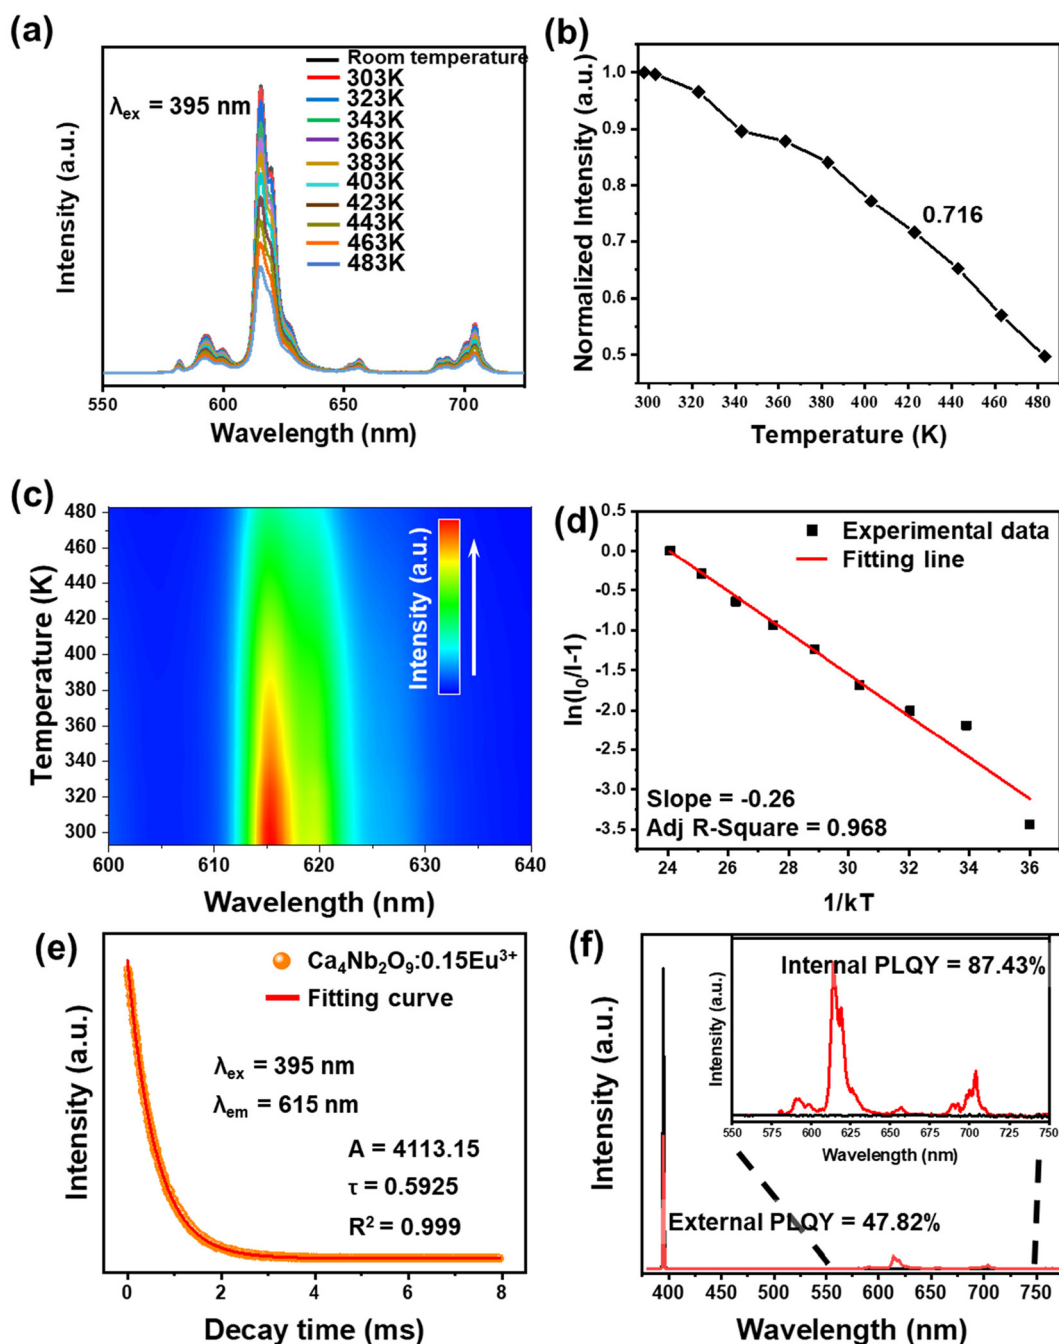 (a)
Intensity (a.u.)
λex = 395 nm
Room temperature
303K
323K
343K
363K
383K
403K
423K
443K
463K
483K
550
600
650
700
Wavelength (nm)
(b)
Normalized Intensity (a.u.)
1.0
0.9
0.8
0.7
0.6
0.5
0.716
300 320 340 360 380 400 420 440 460 480
Temperature (K)
(c)
Temperature (K)
480
460
440
420
400
380
360
340
320
300
Intensity (a.u.)
600
610
620
630
640
Wavelength (nm)
(d)
ln(I0/I-1)
0.5
0.0
-0.5
-1.0
-1.5
-2.0
-2.5
-3.0
-3.5
Experimental data
Fitting line
Slope = -0.26
Adj R-Square = 0.968
24 26 28 30 32 34 36
1/kT
(e)
Intensity (a.u.)
Ca4Nb2O9:0.15Eu³⁺
Fitting curve
λex = 395 nm
λem = 615 nm
A = 4113.15
τ = 0.5925
R² = 0.999
0 2 4 6 8
Decay time (ms)
(f)
Intensity (a.u.)
Internal PLQY = 87.43%
Intensity (a.u.)
550 575 600 625 650 675 700 725 750
Wavelength (nm)
External PLQY = 47.82%
400 450 500 550 600 650 700 750
Wavelength (nm)